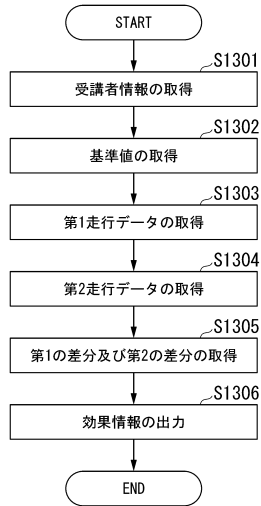 START
S1301
受講者情報の取得
S1302
基準値の取得
S1303
第1走行データの取得
S1304
第2走行データの取得
S1305
第1の差分及び第2の差分の取得
S1306
効果情報の出力
END